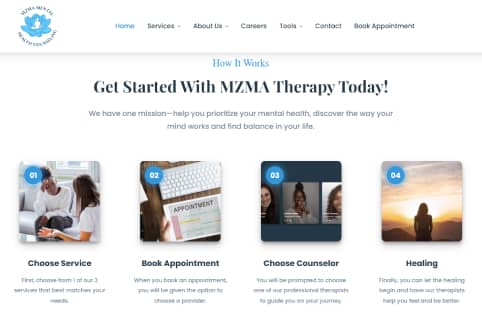 MZMA MENTAL
HEALTH COUNSELING
Home Services About Us Careers Tools Contact Book Appointment
How It Works
Get Started With MZMA Therapy Today!
We have one mission—help you prioritize your mental health, discover the way your
mind works and find balance in your life.
01 02 03 04
APPOINTMENT
Choose Service
First, choose from 1 of our 3
services that best matches your
needs.
Book Appointment
When you book an appointment,
you will be given the option to
choose a provider.
Choose Counselor
You will be prompted to choose
one of our professional therapists
to guide you on your journey.
Healing
Finally, you can let the healing
begin and have our therapists
help you feel and be better.